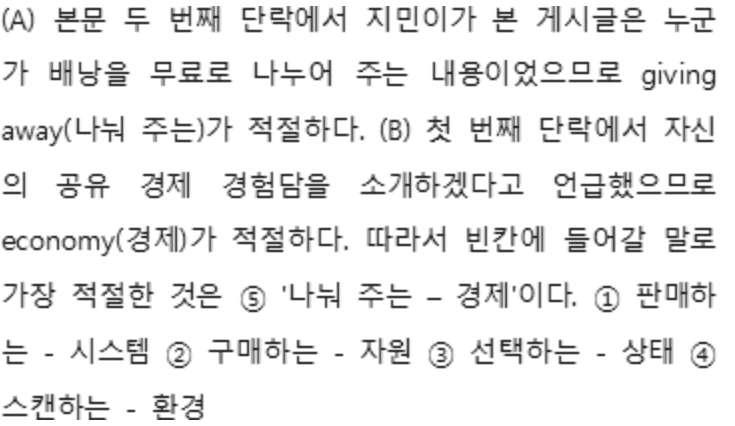 (A) 본문 두 번째 단락에서 지민이가 본 게시글은 누군
가 배낭을 무료로 나누어 주는 내용이었으므로 giving
away(나눠 주는)가 적절하다. (B) 첫 번째 단락에서 자신
의 공유 경제 경험담을 소개하겠다고 언급했으므로
economy(경제)가 적절하다. 따라서 빈칸에 들어갈 말로
가장 적절한 것은 ⑤ '나눠 주는 – 경제'이다. ① 판매하
는 - 시스템 ② 구매하는 - 자원 ③ 선택하는 - 상태 ④
스캔하는 - 환경